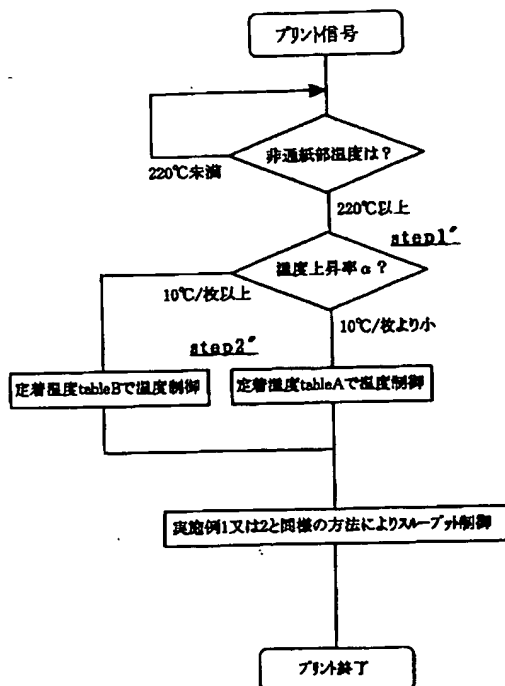 プリント信号
非通紙部温度は?
220℃未満
220℃以上
step1″
温度上昇率α?
10℃/枚以上
10℃/枚より小
step2″
定着温度tableBで温度制御
定着温度tableAで温度制御
実施例1又は2と同様の方法によりスループット制御
プリント終了